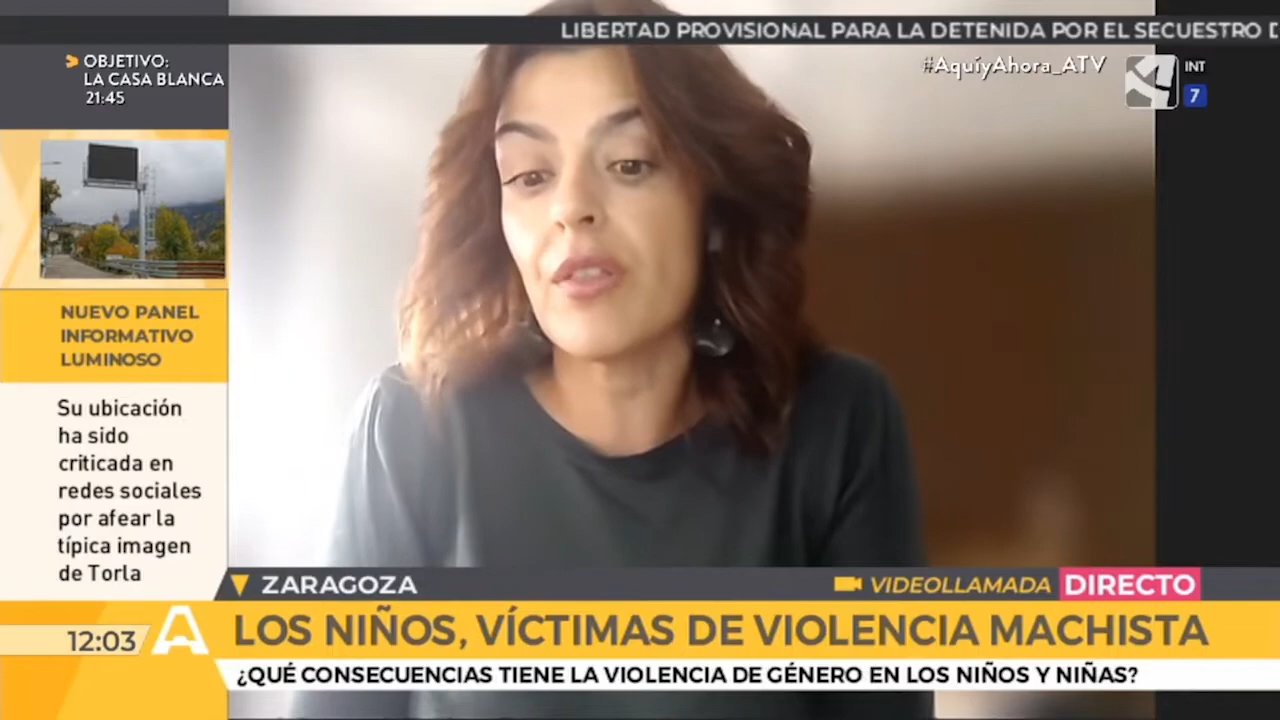 LIBERTAD PROVISIONAL PARA LA DETENIDA POR EL SECUESTRO D
OBJETIVO:
LA CASA BLANCA
21:45
#AquíyAhora_ATV
INT
7
NUEVO PANEL
INFORMATIVO
LUMINOSO
Su ubicación
ha sido
criticada en
redes sociales
por afear la
típica imagen
de Torla
ZARAGOZA
VIDEOLLAMADA
DIRECTO
12:03
LOS NIÑOS, VÍCTIMAS DE VIOLENCIA MACHISTA
¿QUÉ CONSECUENCIAS TIENE LA VIOLENCIA DE GÉNERO EN LOS NIÑOS Y NIÑAS?